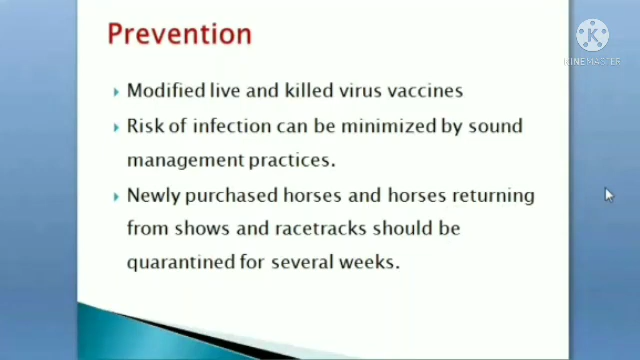 Prevention
KINEMASTER
Modified live and killed virus vaccines
Risk of infection can be minimized by sound
management practices.
Newly purchased horses and horses returning
from shows and racetracks should be
quarantined for several weeks.